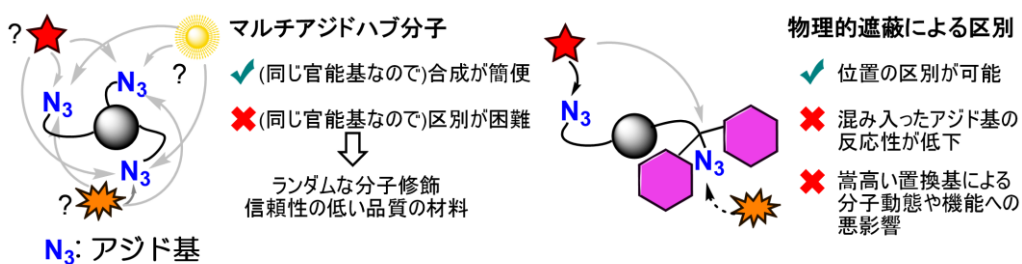 ?
マルチアジドハブ分子
?
N3
N3
✓(同じ官能基なので)合成が簡便
✖(同じ官能基なので)区別が困難
N3
?
ランダムな分子修飾
信頼性の低い品質の材料
N3: アジド基
物理的遮蔽による区別
N3
N3
✓ 位置の区別が可能
✖ 混み入ったアジド基の
反応性が低下
✖ 嵩高い置換基による
分子動態や機能への
悪影響